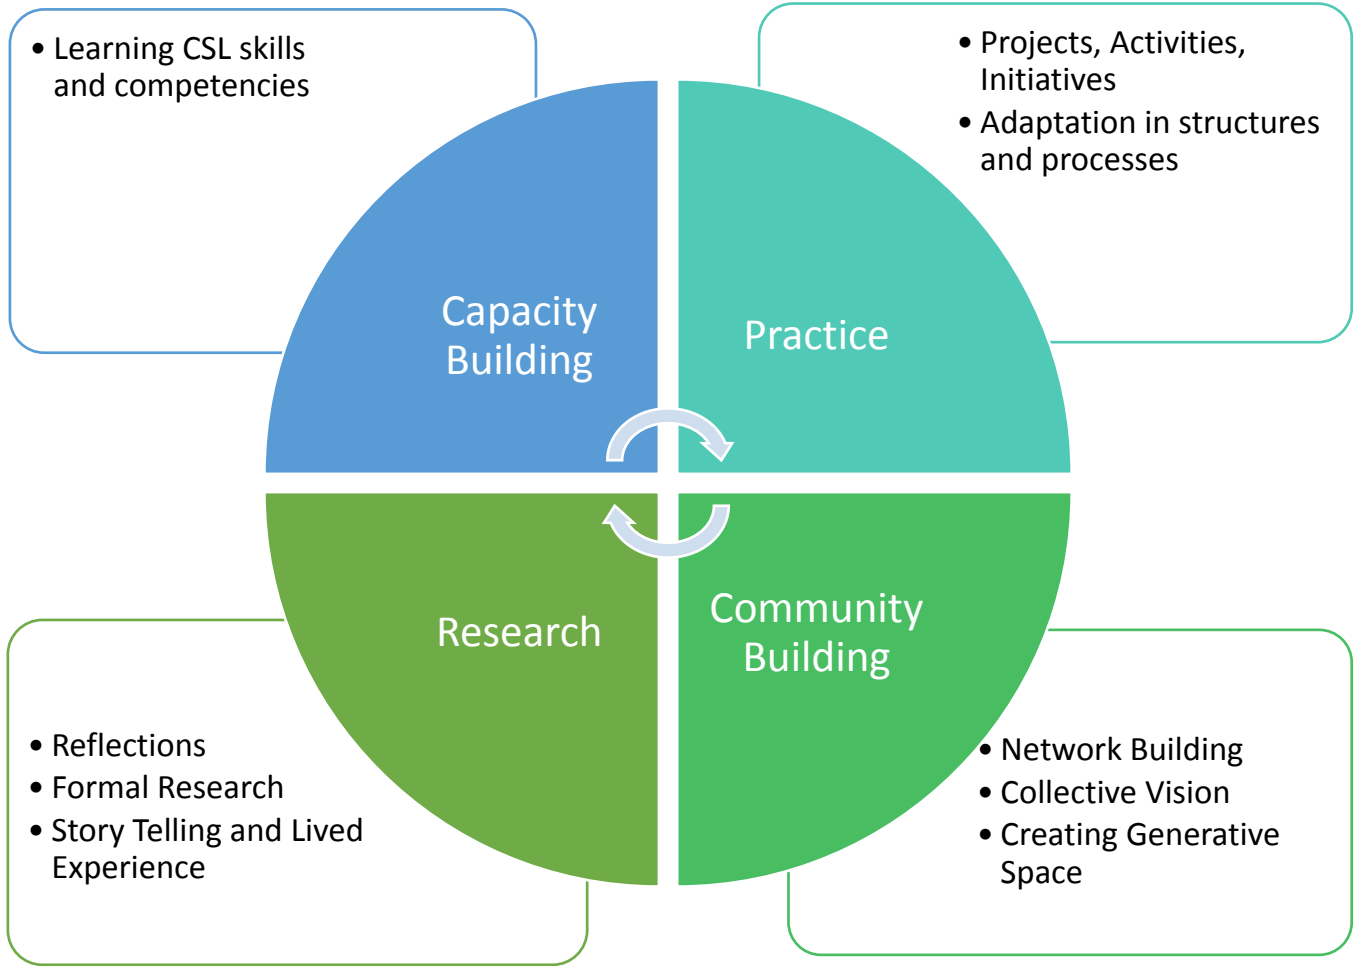 • Learning CSL skills
and competencies
• Projects, Activities,
Initiatives
• Adaptation in structures
and processes
Capacity
Building
Practice
Research
Community
Building
• Reflections
• Formal Research
• Story Telling and Lived
Experience
• Network Building
• Collective Vision
• Creating Generative
Space